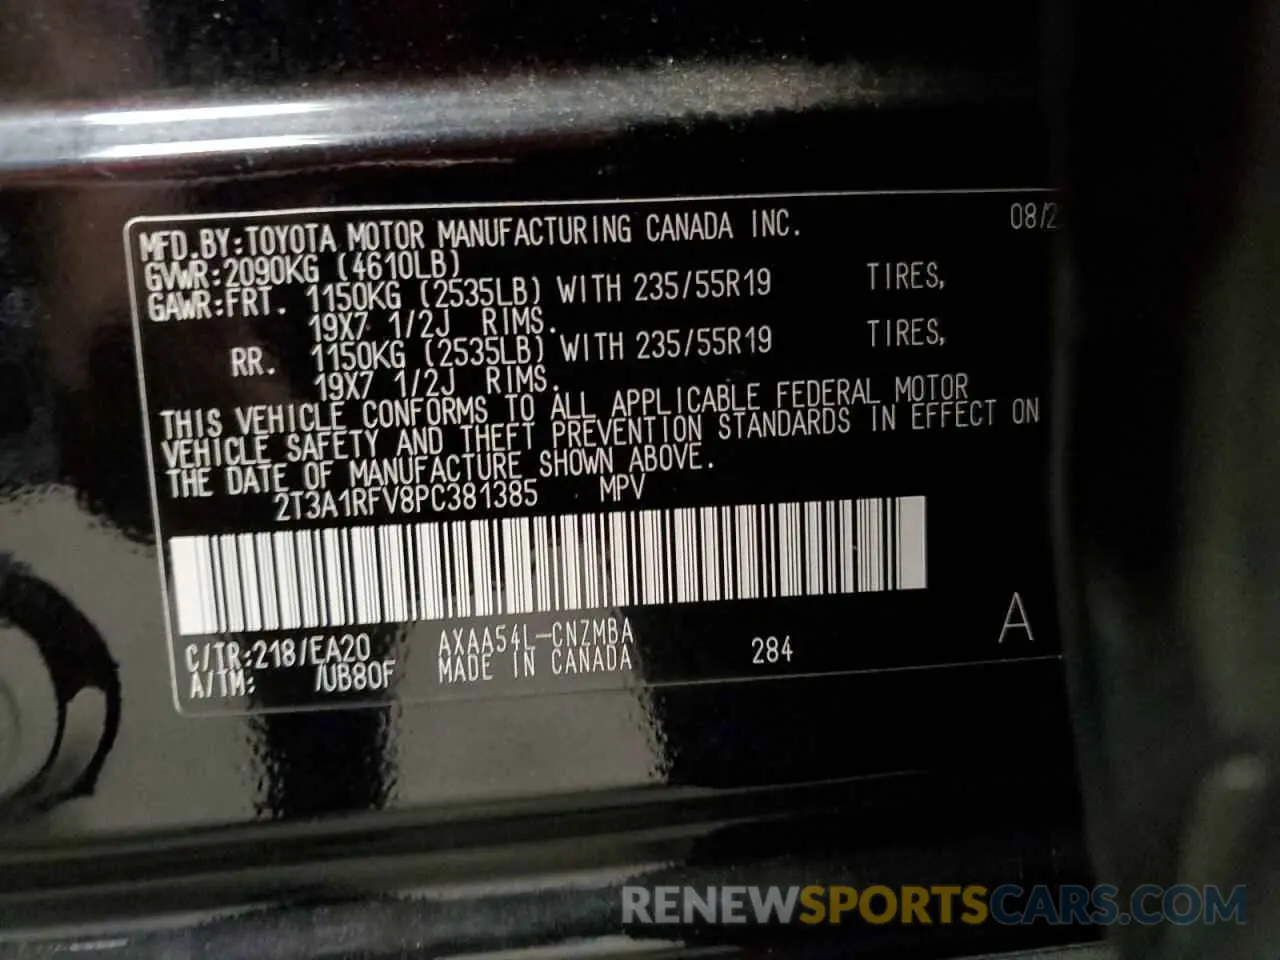 MFD.BY:TOYOTA MOTOR MANUFACTURING CANADA INC. 08/2
GVWR:2090KG (4610LB)
GAWR:FRT. 1150KG (2535LB) WITH 235/55R19 TIRES,
19X7 1/2J RIMS.
RR. 1150KG (2535LB) WITH 235/55R19 TIRES,
19X7 1/2J RIMS.
THIS VEHICLE CONFORMS TO ALL APPLICABLE FEDERAL MOTOR
VEHICLE SAFETY AND THEFT PREVENTION STANDARDS IN EFFECT ON
THE DATE OF MANUFACTURE SHOWN ABOVE.
2T3A1RFV8PC381385 MPV
C/TR:218/EA20 AXAA54L-CNZMBA 284 A
A/TM: /UB80F MADE IN CANADA
RENEWSPORTSCARS.COM